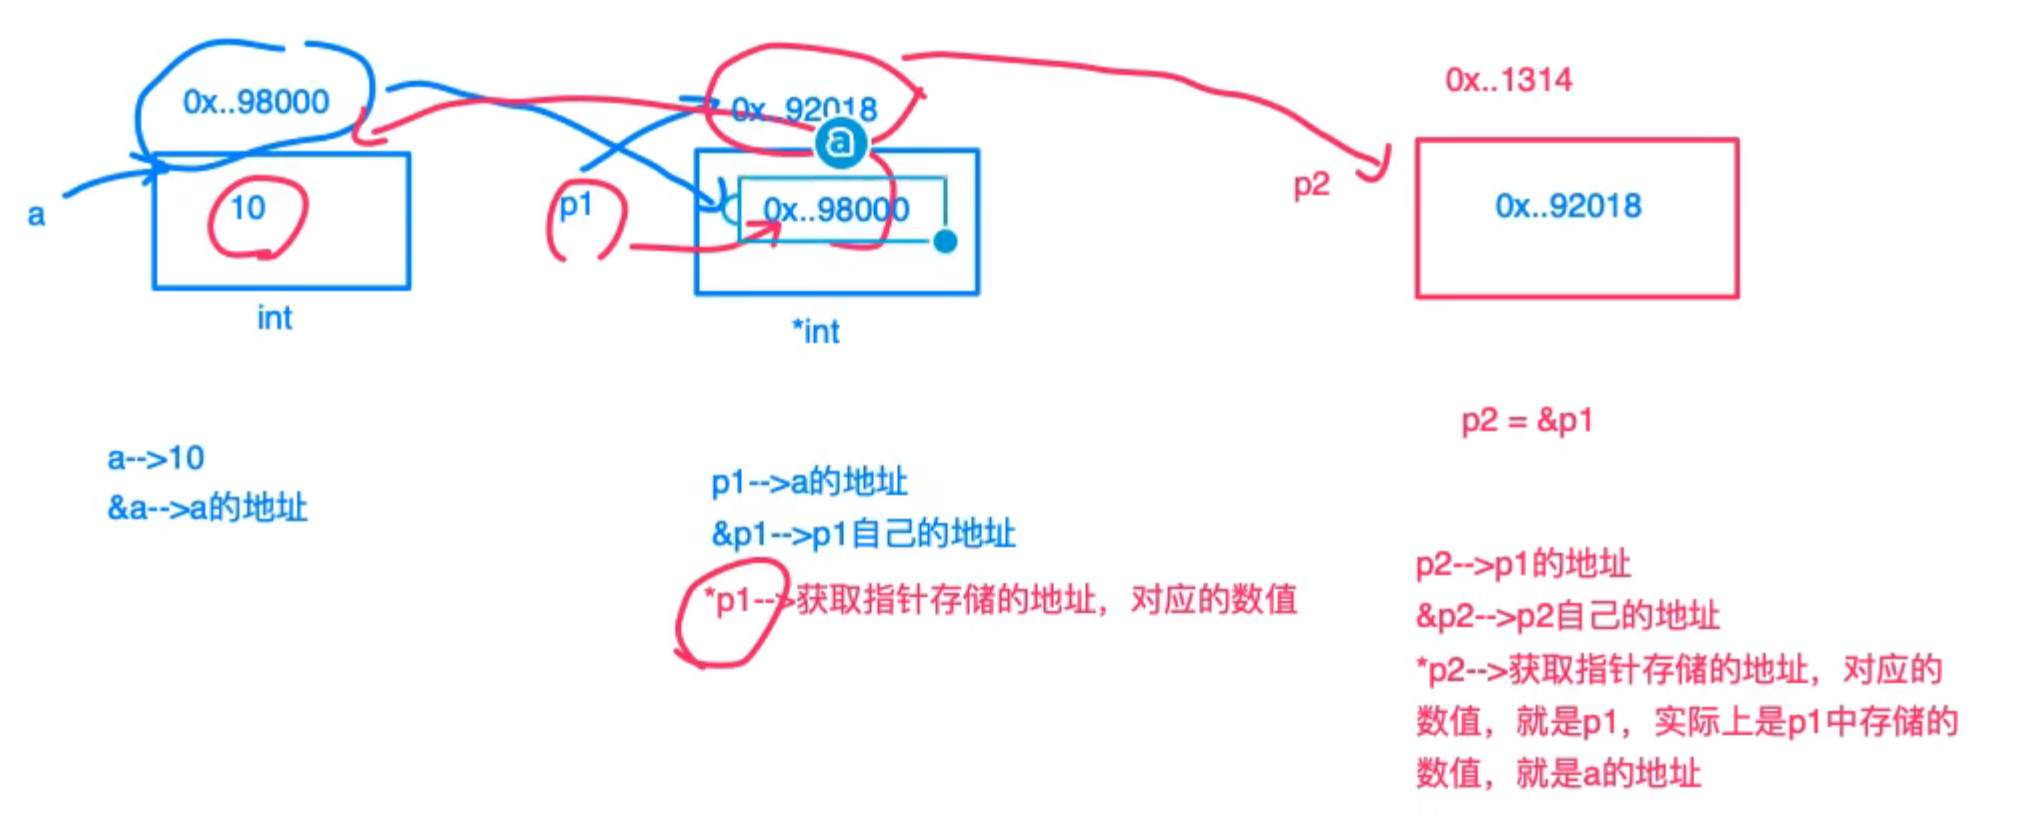 0x..98000
0x..92018
0x..1314
a
a
10
p1
0x..98000
p2
0x..92018
int
*int
p2 = &p1
a-->10
&a-->a的地址
p1-->a的地址
&p1-->p1自己的地址
*p1-->获取指针存储的地址，对应的数值
p2-->p1的地址
&p2-->p2自己的地址
*p2-->获取指针存储的地址，对应的
数值，就是p1，实际上是p1中存储的
数值，就是a的地址